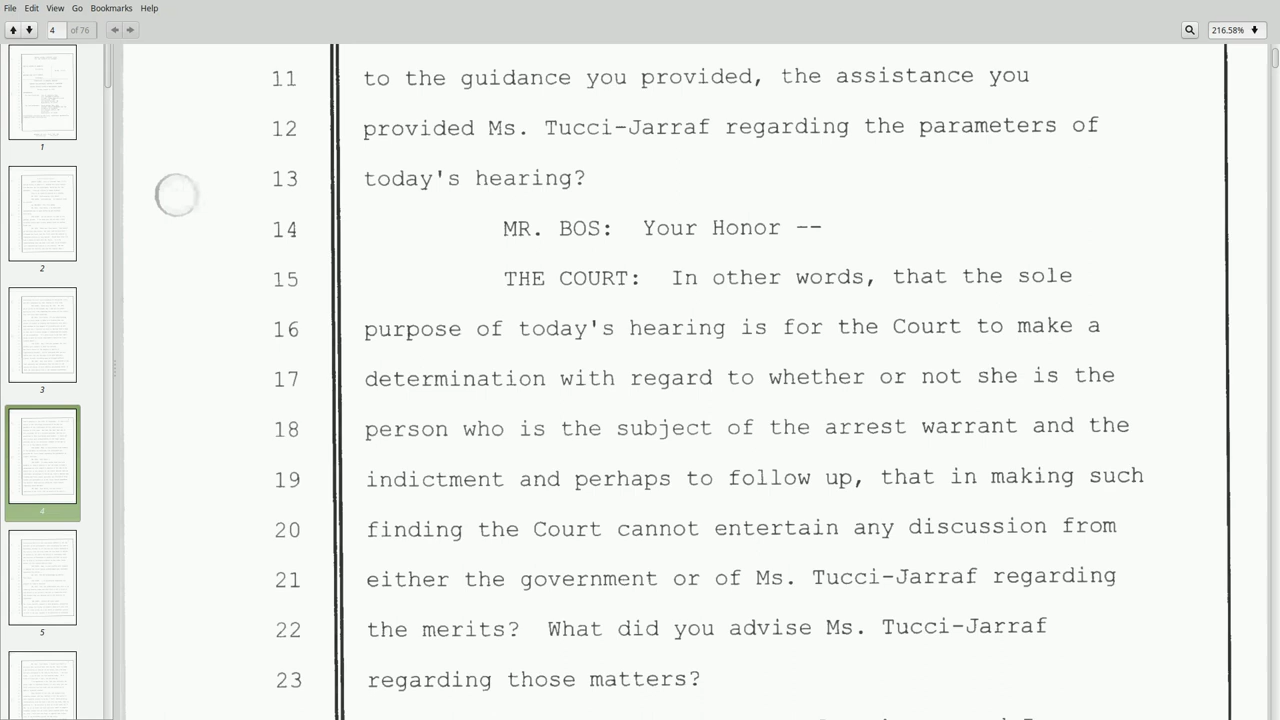 File Edit View Go Bookmarks Help
4 of 76 216.58%
1
2
3
4
5
11 to the guidance you provided, the assistance you
12 provided Ms. Tucci-Jarraf regarding the parameters of
13 today's hearing?
14 MR. BOS: Your Honor --
15 THE COURT: In other words, that the sole
16 purpose of today's hearing is for the Court to make a
17 determination with regard to whether or not she is the
18 person who is the subject of the arrest warrant and the
19 indictment and perhaps to follow up, that in making such
20 finding the Court cannot entertain any discussion from
21 either the government or of Ms. Tucci-Jarraf regarding
22 the merits? What did you advise Ms. Tucci-Jarraf
23 regarding those matters?